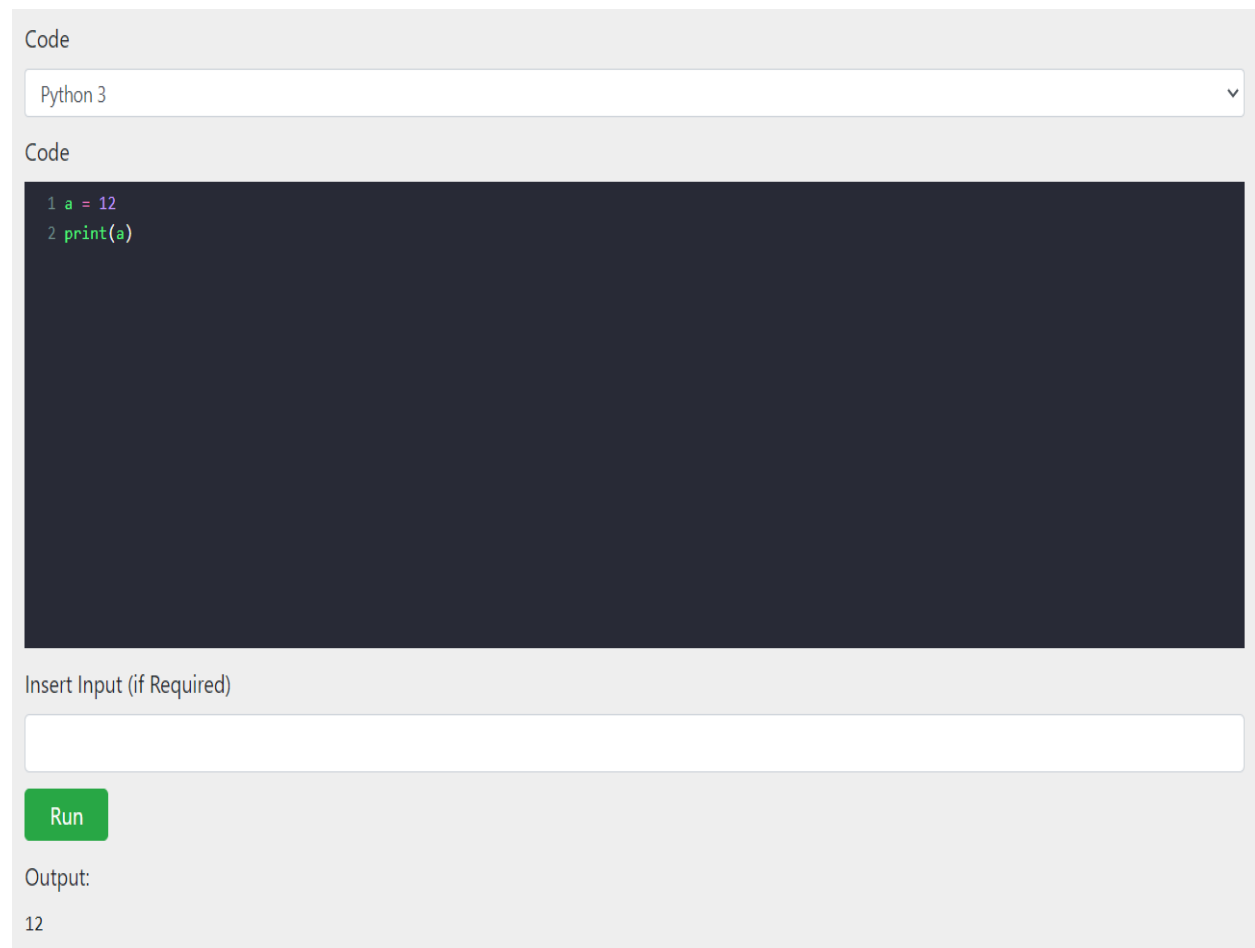 Code
Python 3
Code
1 a = 12
2 print(a)
Insert Input (if Required)
Run
Output:
12